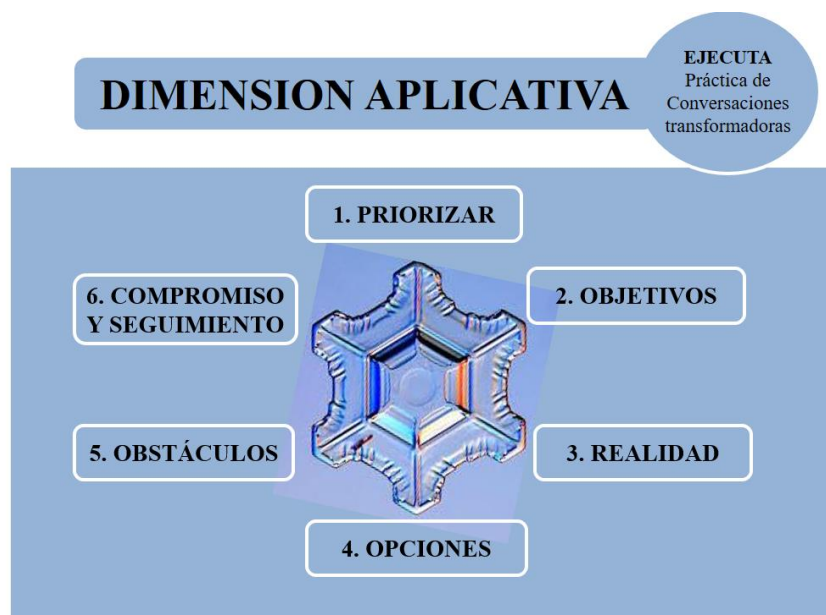 DIMENSION APLICATIVA
EJECUTA
Práctica de
Conversaciones
transformadoras
1. PRIORIZAR
2. OBJETIVOS
3. REALIDAD
4. OPCIONES
5. OBSTÁCULOS
6. COMPROMISO
Y SEGUIMIENTO